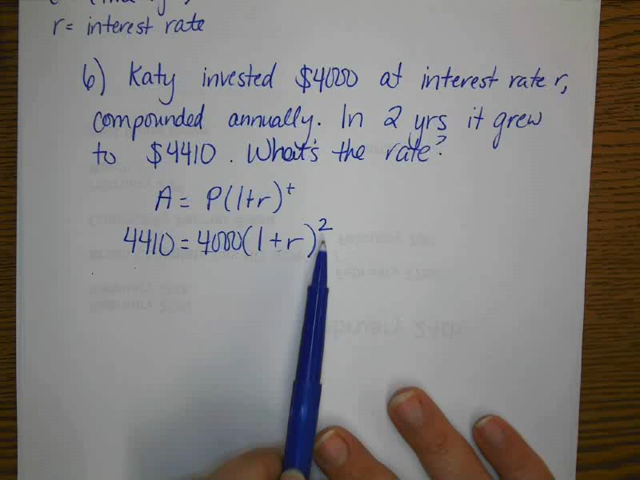 r = interest rate
6) Katy invested $4000 at interest rate r,
compounded annually. In 2 yrs it grew
to $4410. What's the rate?
A = P(1+r)^t
4410 = 4000(1+r)^2